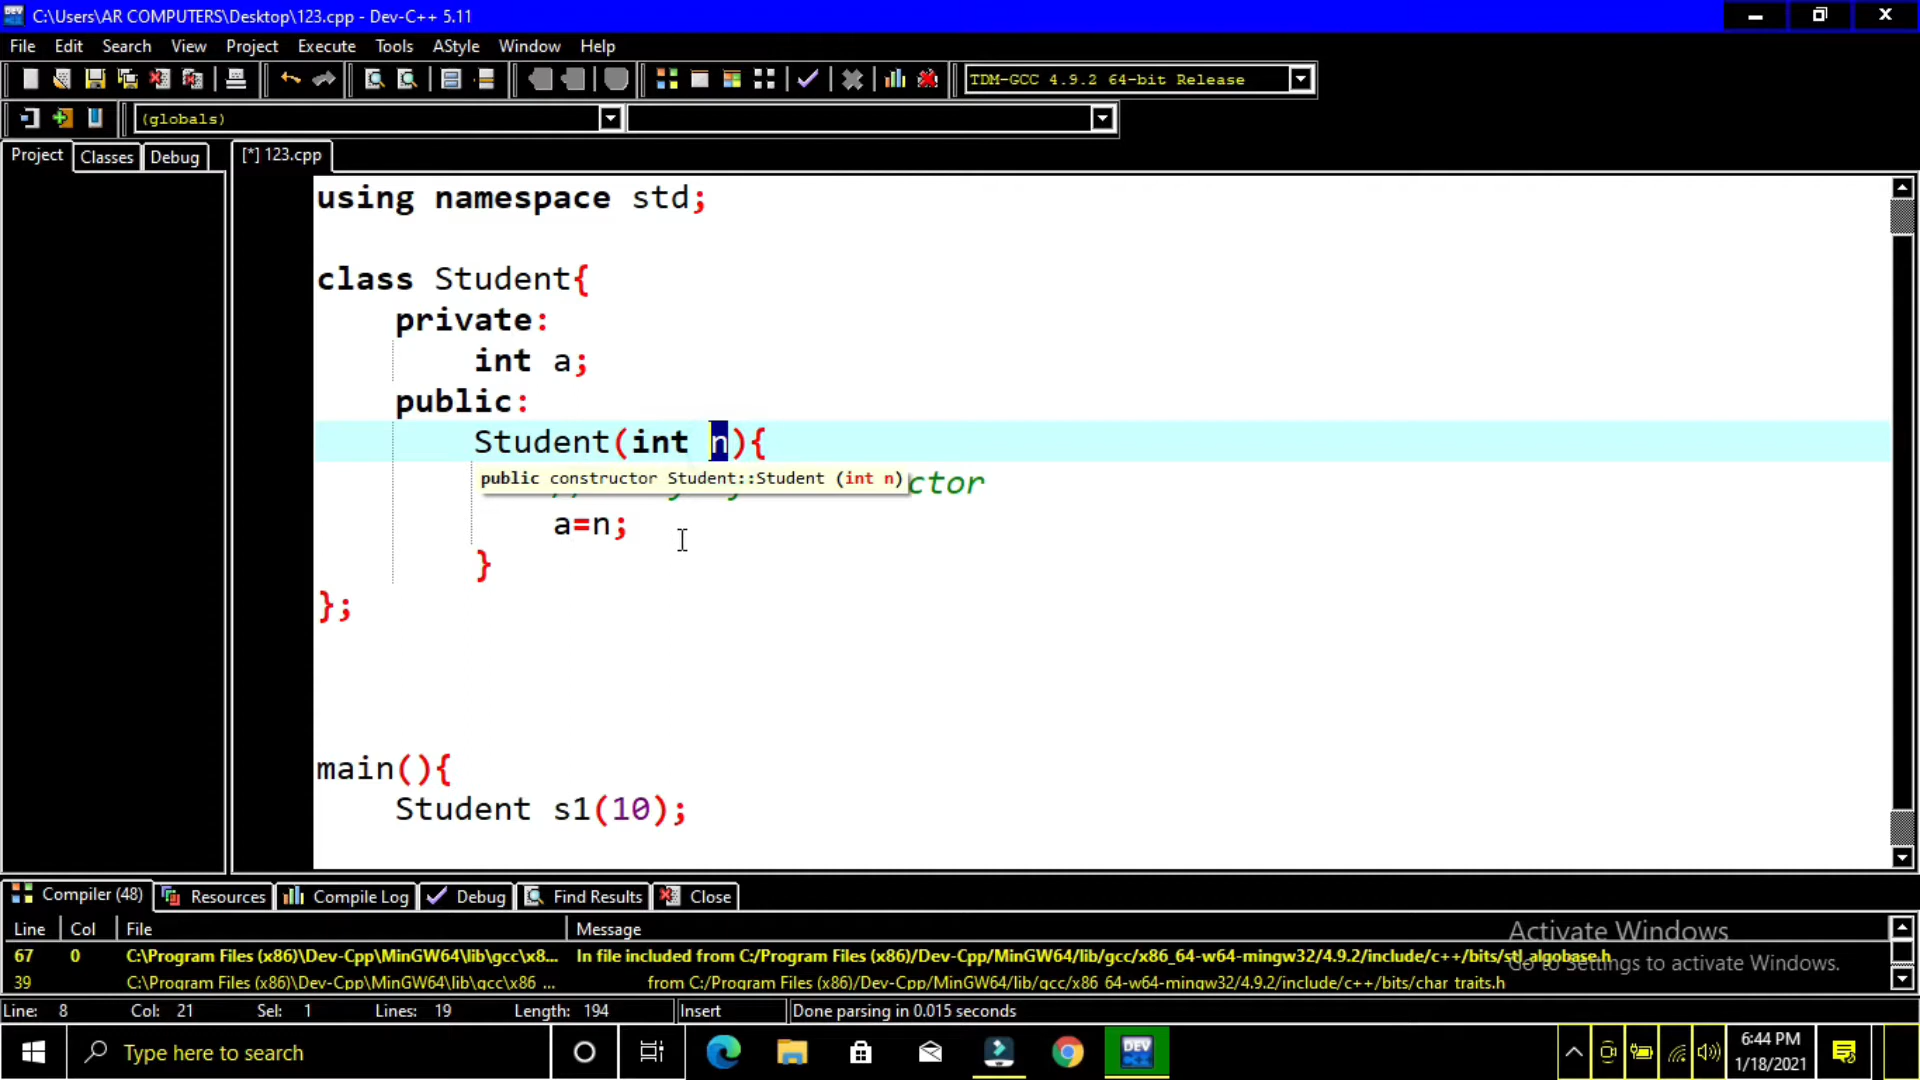 C:\Users\AR COMPUTERS\Desktop\123.cpp - Dev-C++ 5.11
File Edit Search View Project Execute Tools AStyle Window Help
TDM-GCC 4.9.2 64-bit Release
(globals)
Project Classes Debug [*] 123.cpp
using namespace std;
class Student{
private:
int a;
public:
Student(int n){
public constructor Student::Student (int n) ctor
a=n;
}
};
main(){
Student s1(10);
Compiler (48) Resources Compile Log Debug Find Results Close
Line Col File Message
67 0 C:\Program Files (x86)\Dev-Cpp\MinGW64\lib\gcc\x8... In file included from C:/Program Files (x86)/Dev-Cpp/MinGW64/lib/gcc/x86_64-w64-mingw32/4.9.2/include/c++/bits/stl_algobase.h
39 C:\Program Files (x86)\Dev-Cpp\MinGW64\lib\gcc\x86_... from C:/Program Files (x86)/Dev-Cpp/MinGW64/lib/gcc/x86_64-w64-mingw32/4.9.2/include/c++/bits/char_traits.h
Activate Windows
Go to Settings to activate Windows.
Line: 8 Col: 21 Sel: 1 Lines: 19 Length: 194 Insert Done parsing in 0.015 seconds
Type here to search
DEV
6:44 PM
1/18/2021